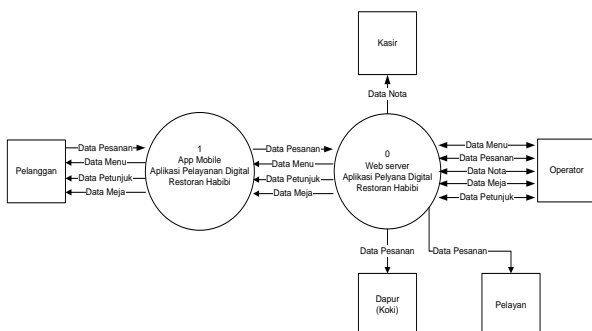 Kasir
Data Nota
Pelanggan
Data Pesanan
Data Menu
Data Petunjuk
Data Meja
1
App Mobile
Aplikasi Pelayanan Digital
Restoran Habibi
Data Pesanan
Data Menu
Data Petunjuk
Data Meja
0
Web server
Aplikasi Pelyana Digital
Restoran Habibi
Data Menu
Data Pesanan
Data Nota
Data Meja
Data Petunjuk
Operator
Data Pesanan
Data Pesanan
Dapur
(Koki)
Pelayan